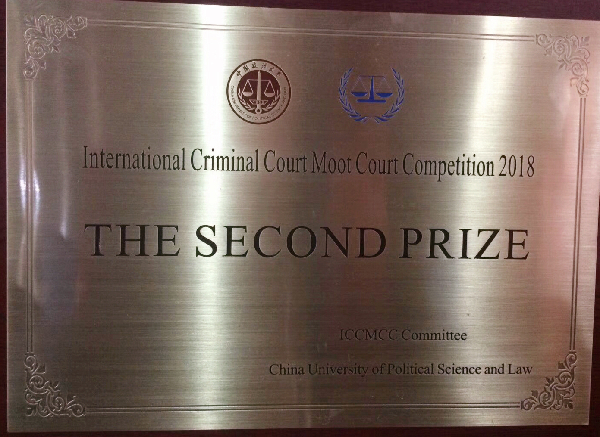 International Criminal Court Moot Court Competition 2018
THE SECOND PRIZE
ICCMCC Committee
China University of Political Science and Law